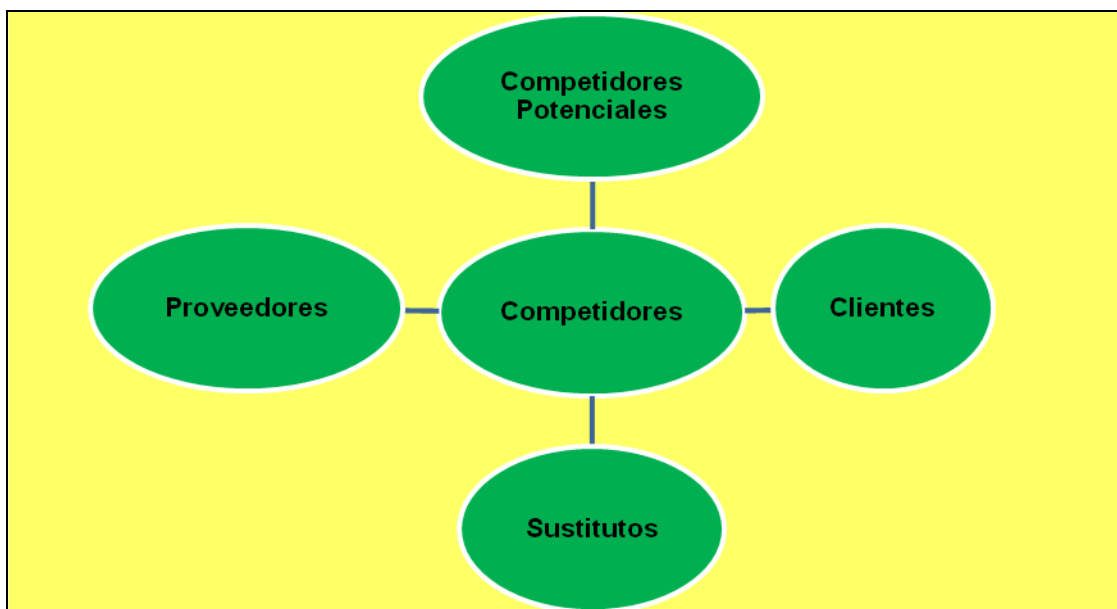 Competidores
Potenciales
Proveedores
Competidores
Clientes
Sustitutos